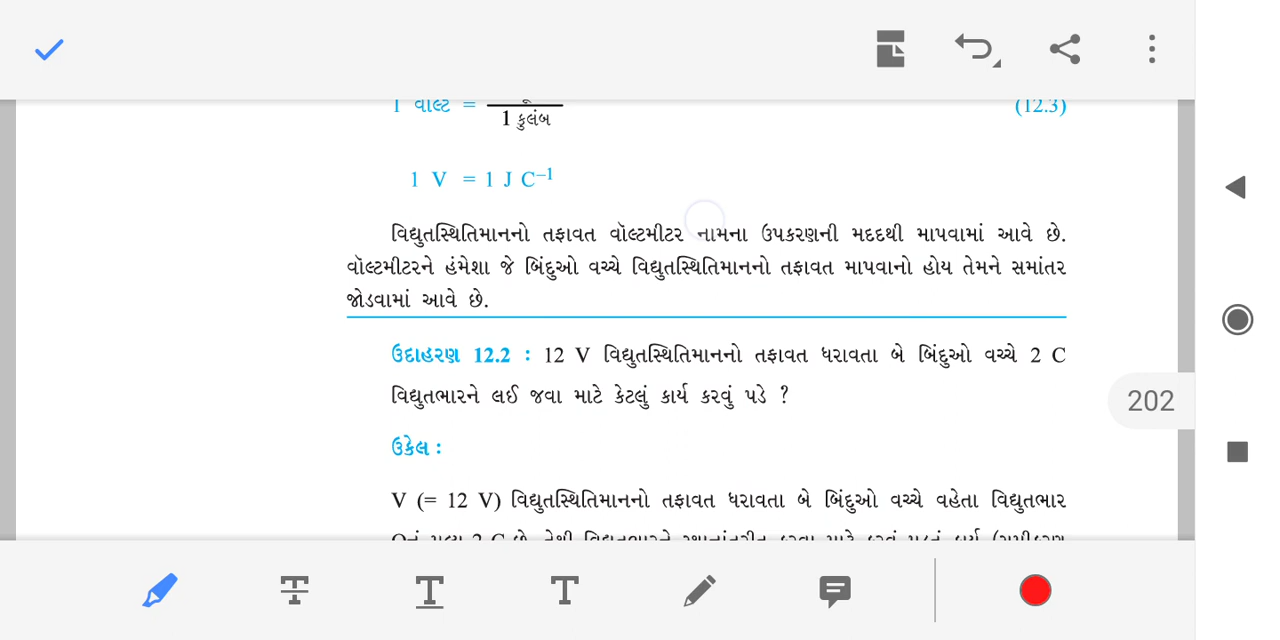 1 વોલ્ટ =
1 કુલંબ
(12.3)
1 V = 1 J C⁻¹
વિદ્યુતસ્થિતિમાનનો તફાવત વૉલ્ટમીટર નામના ઉપકરણની મદદથી માપવામાં આવે છે.
વૉલ્ટમીટરને હંમેશા જે બિંદુઓ વચ્ચે વિદ્યુતસ્થિતિમાનનો તફાવત માપવાનો હોય તેમને સમાંતર
જોડવામાં આવે છે.
ઉદાહરણ 12.2 : 12 V વિદ્યુતસ્થિતિમાનનો તફાવત ધરાવતા બે બિંદુઓ વચ્ચે 2 C
વિદ્યુતભારને લઈ જવા માટે કેટલું કાર્ય કરવું પડે ?
202
ઉકેલ :
V (= 12 V) વિદ્યુતસ્થિતિમાનનો તફાવત ધરાવતા બે બિંદુઓ વચ્ચે વહેતા વિદ્યુતભાર